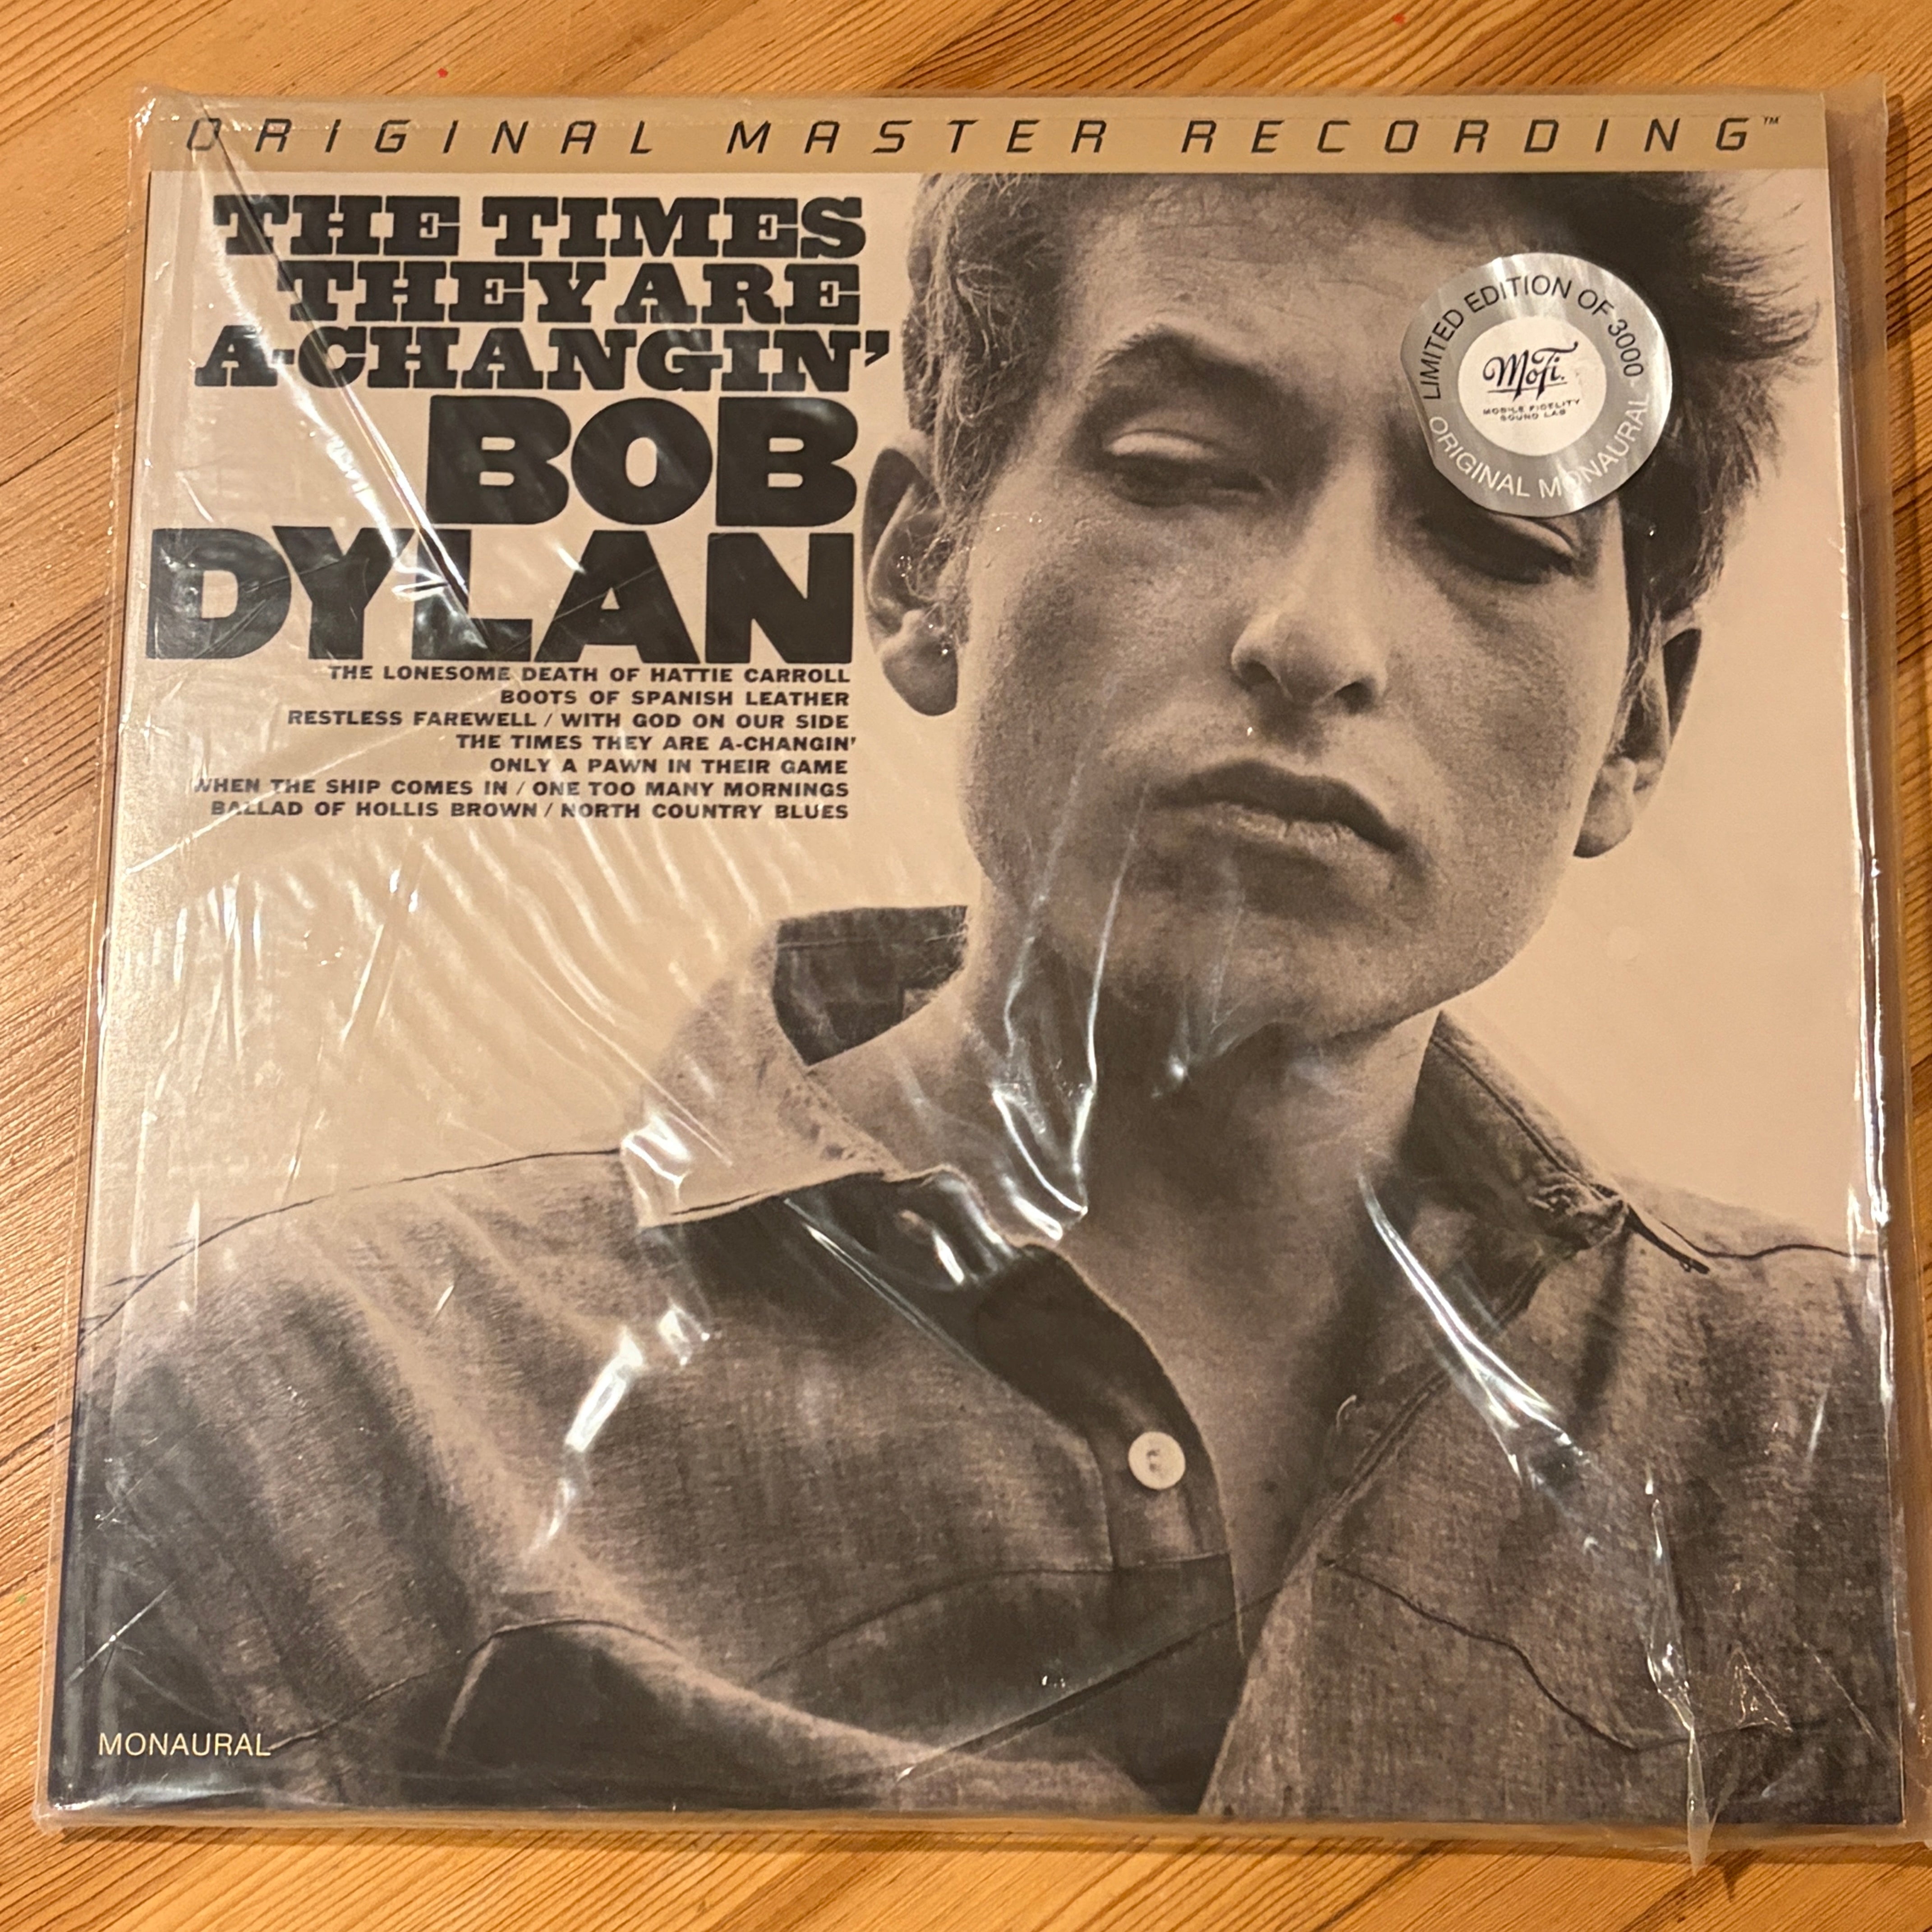 ORIGINAL MASTER RECORDING™
THE TIMES
THEY ARE
A-CHANGIN'
BOB
DYLAN
THE LONESOME DEATH OF HATTIE CARROLL
BOOTS OF SPANISH LEATHER
RESTLESS FAREWELL / WITH GOD ON OUR SIDE
THE TIMES THEY ARE A-CHANGIN'
ONLY A PAWN IN THEIR GAME
WHEN THE SHIP COMES IN / ONE TOO MANY MORNINGS
BALLAD OF HOLLIS BROWN / NORTH COUNTRY BLUES
LIMITED EDITION OF 3000
MoFi.
MOBILE FIDELITY
SOUND LAB
ORIGINAL MONAURAL
MONAURAL